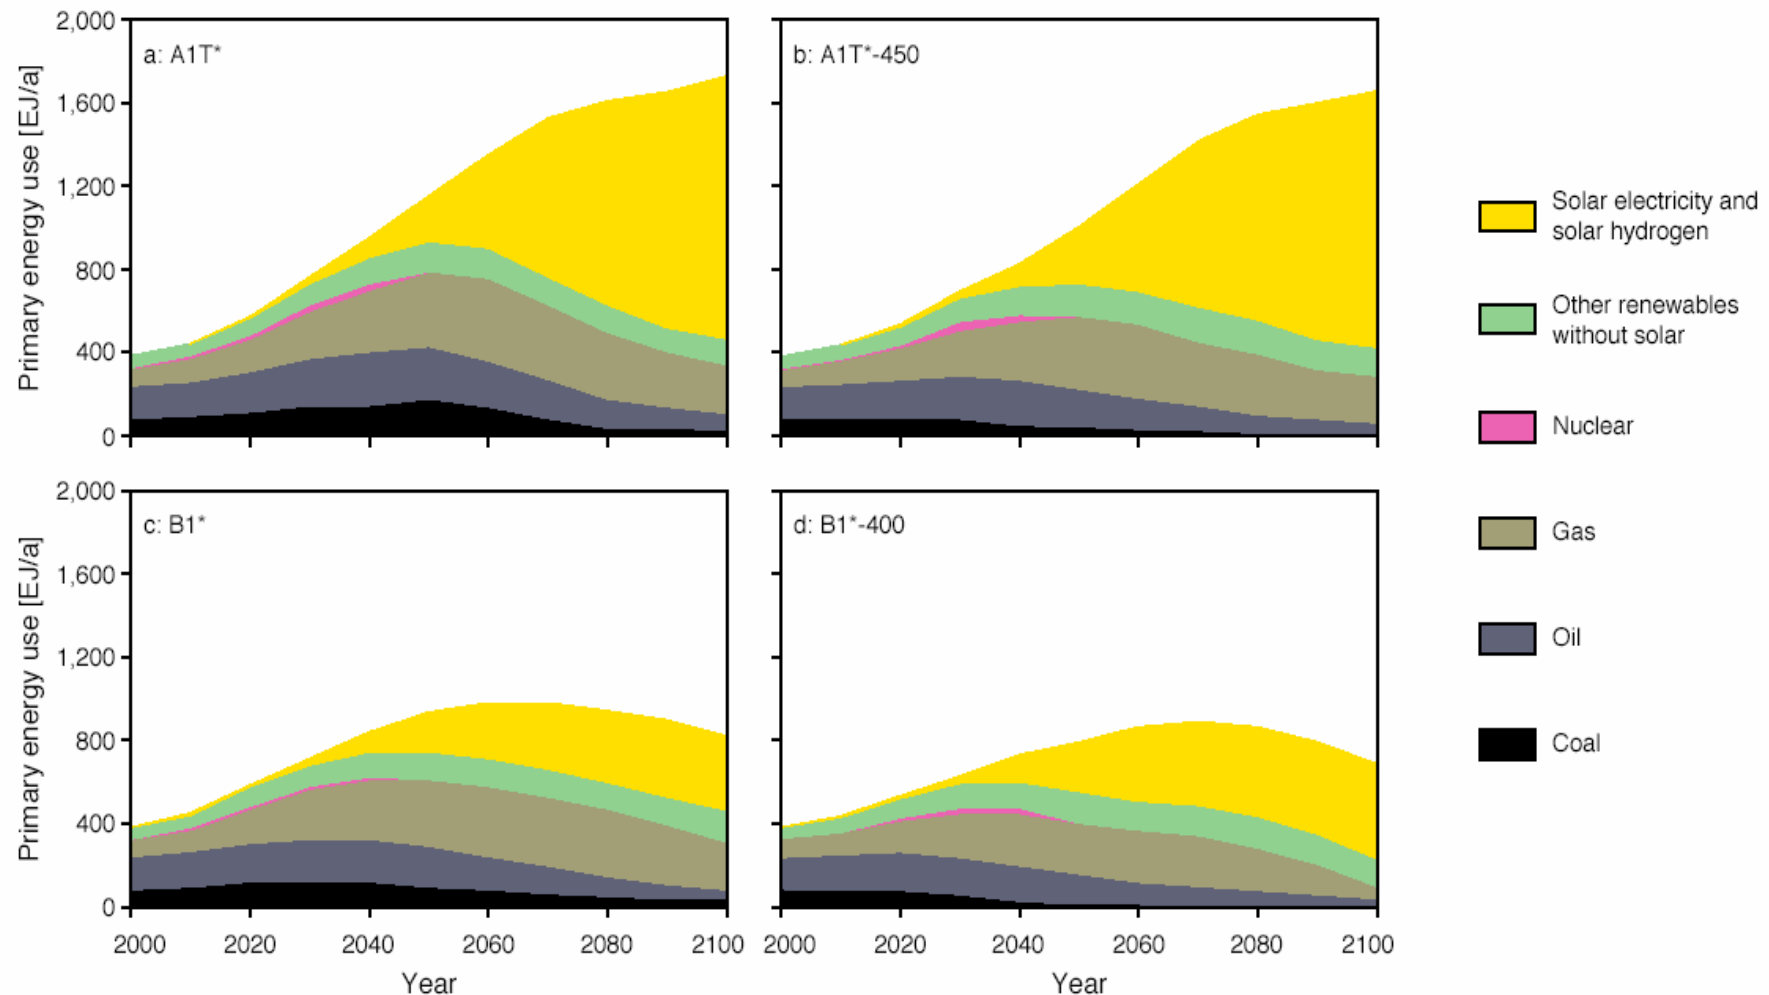 2,000
1,600
1,200
800
400
0
Primary energy use [EJ/a]
a: A1T*
b: A1T*-450
2,000
1,600
1,200
800
400
0
Primary energy use [EJ/a]
c: B1*
d: B1*-400
2000 2020 2040 2060 2080 2100
Year
2000 2020 2040 2060 2080 2100
Year
Solar electricity and
solar hydrogen
Other renewables
without solar
Nuclear
Gas
Oil
Coal